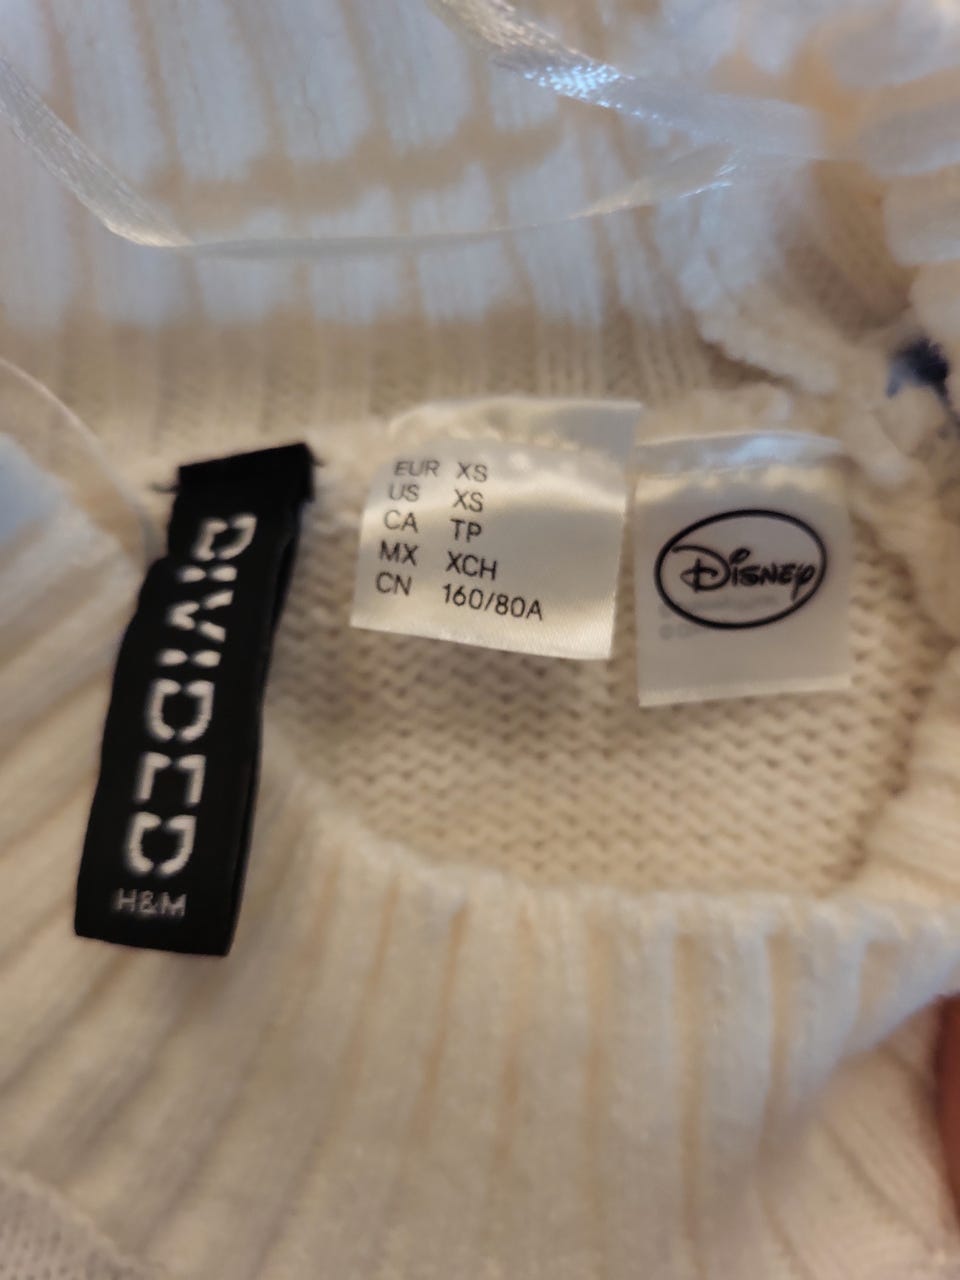 DIVIDED
H&M
EUR XS
US XS
CA TP
MX XCH
CN 160/80A
Disney